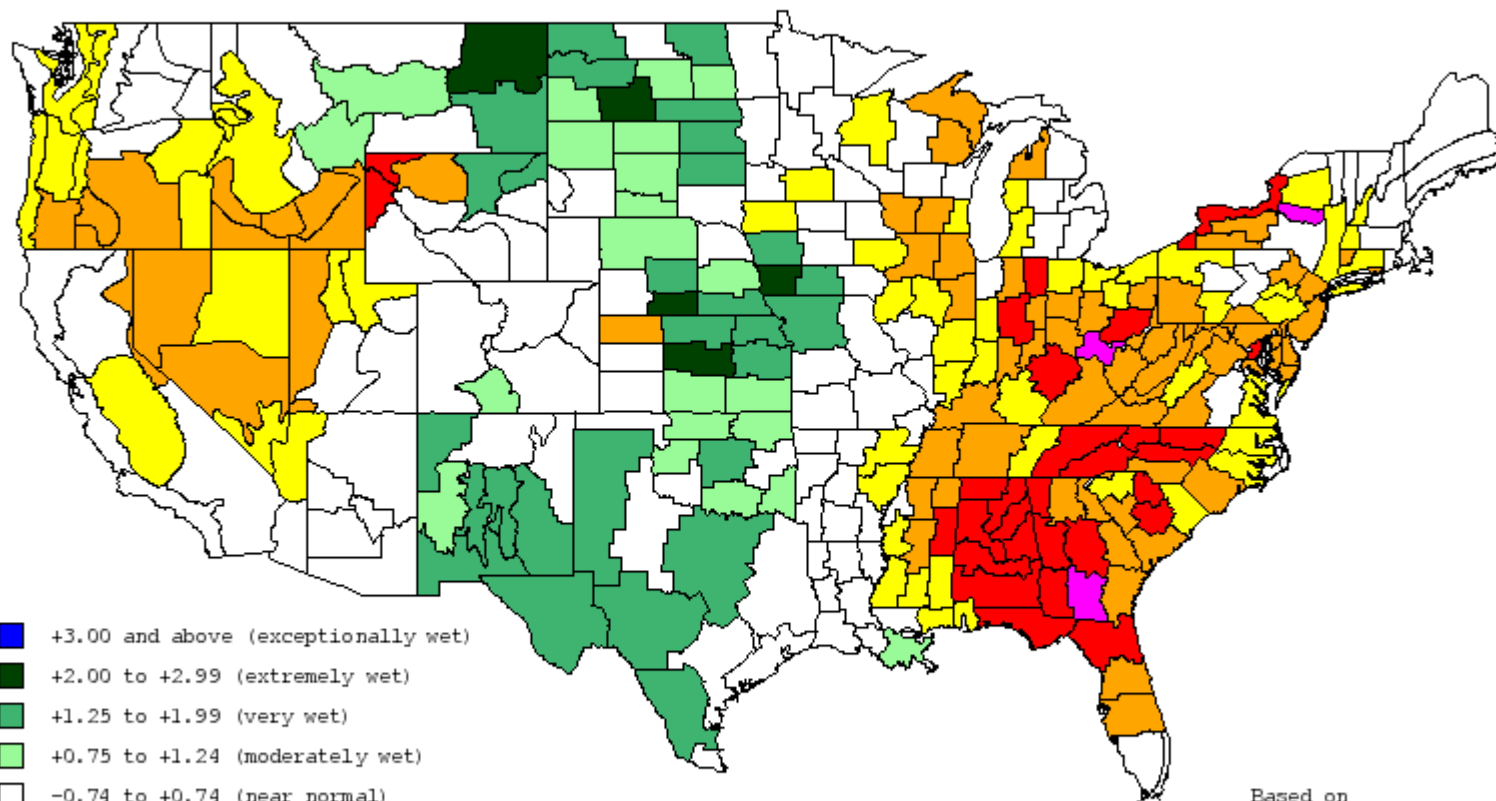 +3.00 and above (exceptionally wet)
+2.00 to +2.99 (extremely wet)
+1.25 to +1.99 (very wet)
+0.75 to +1.24 (moderately wet)
-0.74 to +0.74 (near normal)
Based on